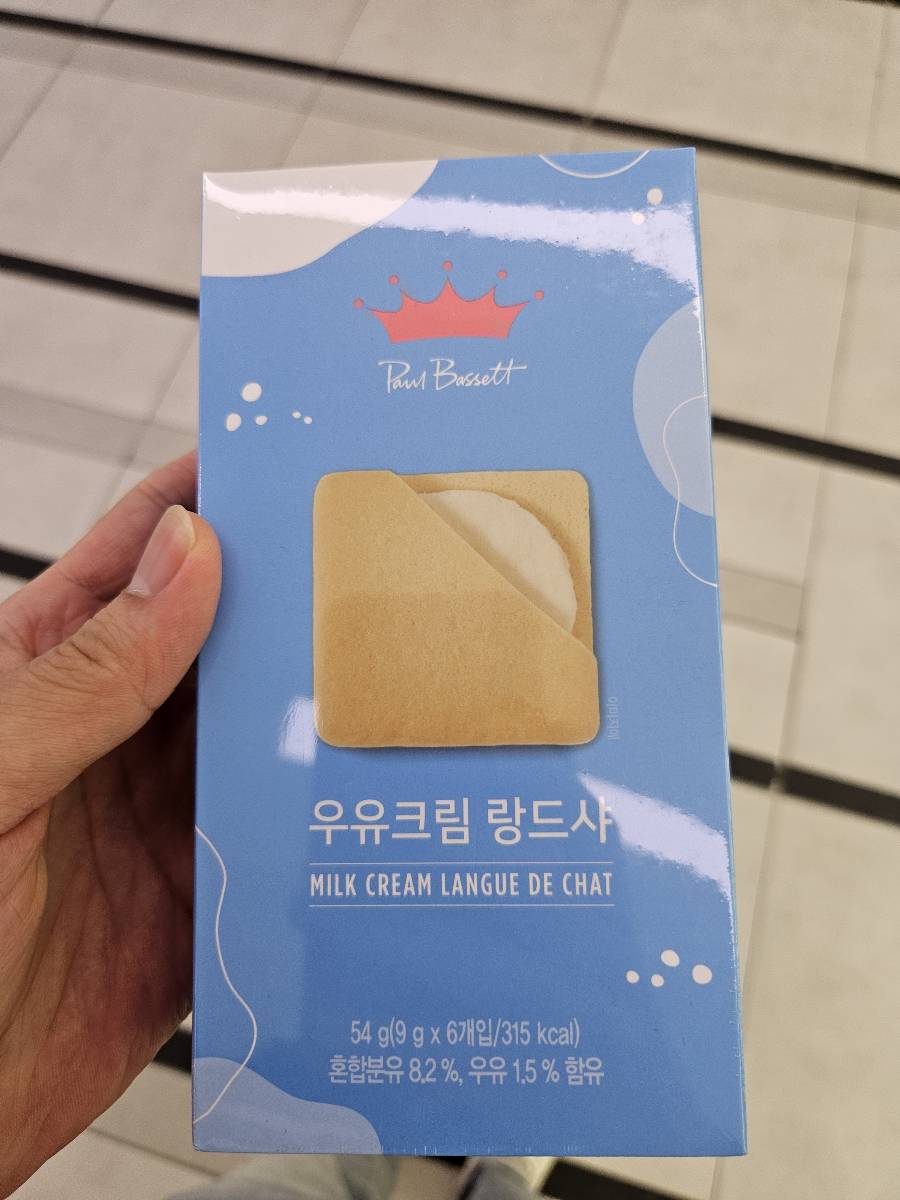 Paul Bassett
우유크림 랑드샤
MILK CREAM LANGUE DE CHAT
54 g(9 g x 6개입/315 kcal)
혼합분유 8.2 %, 우유 1.5 % 함유